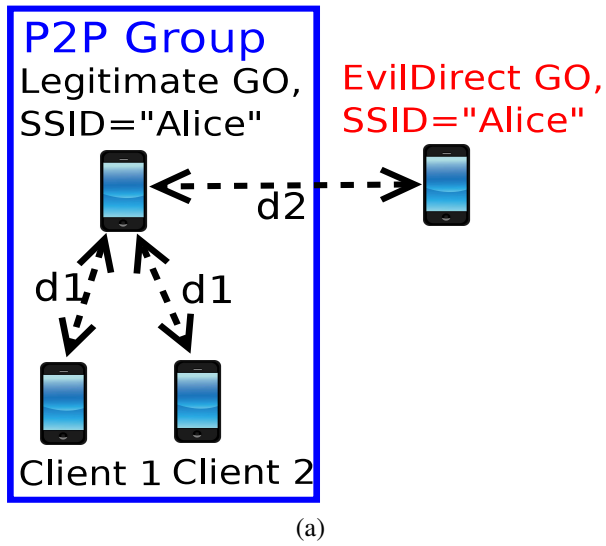 P2P Group
Legitimate GO,
SSID="Alice"
EvilDirect GO,
SSID="Alice"
d2
d1
d1
Client 1
Client 2
(a)